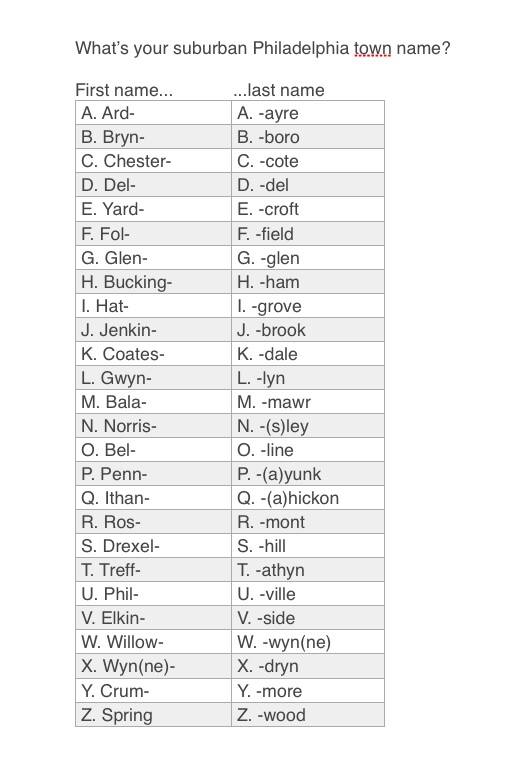 What's your suburban Philadelphia town name?
First name... ...last name
A. Ard- A. -ayre
B. Bryn- B. -boro
C. Chester- C. -cote
D. Del- D. -del
E. Yard- E. -croft
F. Fol- F. -field
G. Glen- G. -glen
H. Bucking- H. -ham
I. Hat- I. -grove
J. Jenkin- J. -brook
K. Coates- K. -dale
L. Gwyn- L. -lyn
M. Bala- M. -mawr
N. Norris- N. -(s)ley
O. Bel- O. -line
P. Penn- P. -(a)yunk
Q. Ithan- Q. -(a)hickon
R. Ros- R. -mont
S. Drexel- S. -hill
T. Treff- T. -athyn
U. Phil- U. -ville
V. Elkin- V. -side
W. Willow- W. -wyn(ne)
X. Wyn(ne)- X. -dryn
Y. Crum- Y. -more
Z. Spring Z. -wood